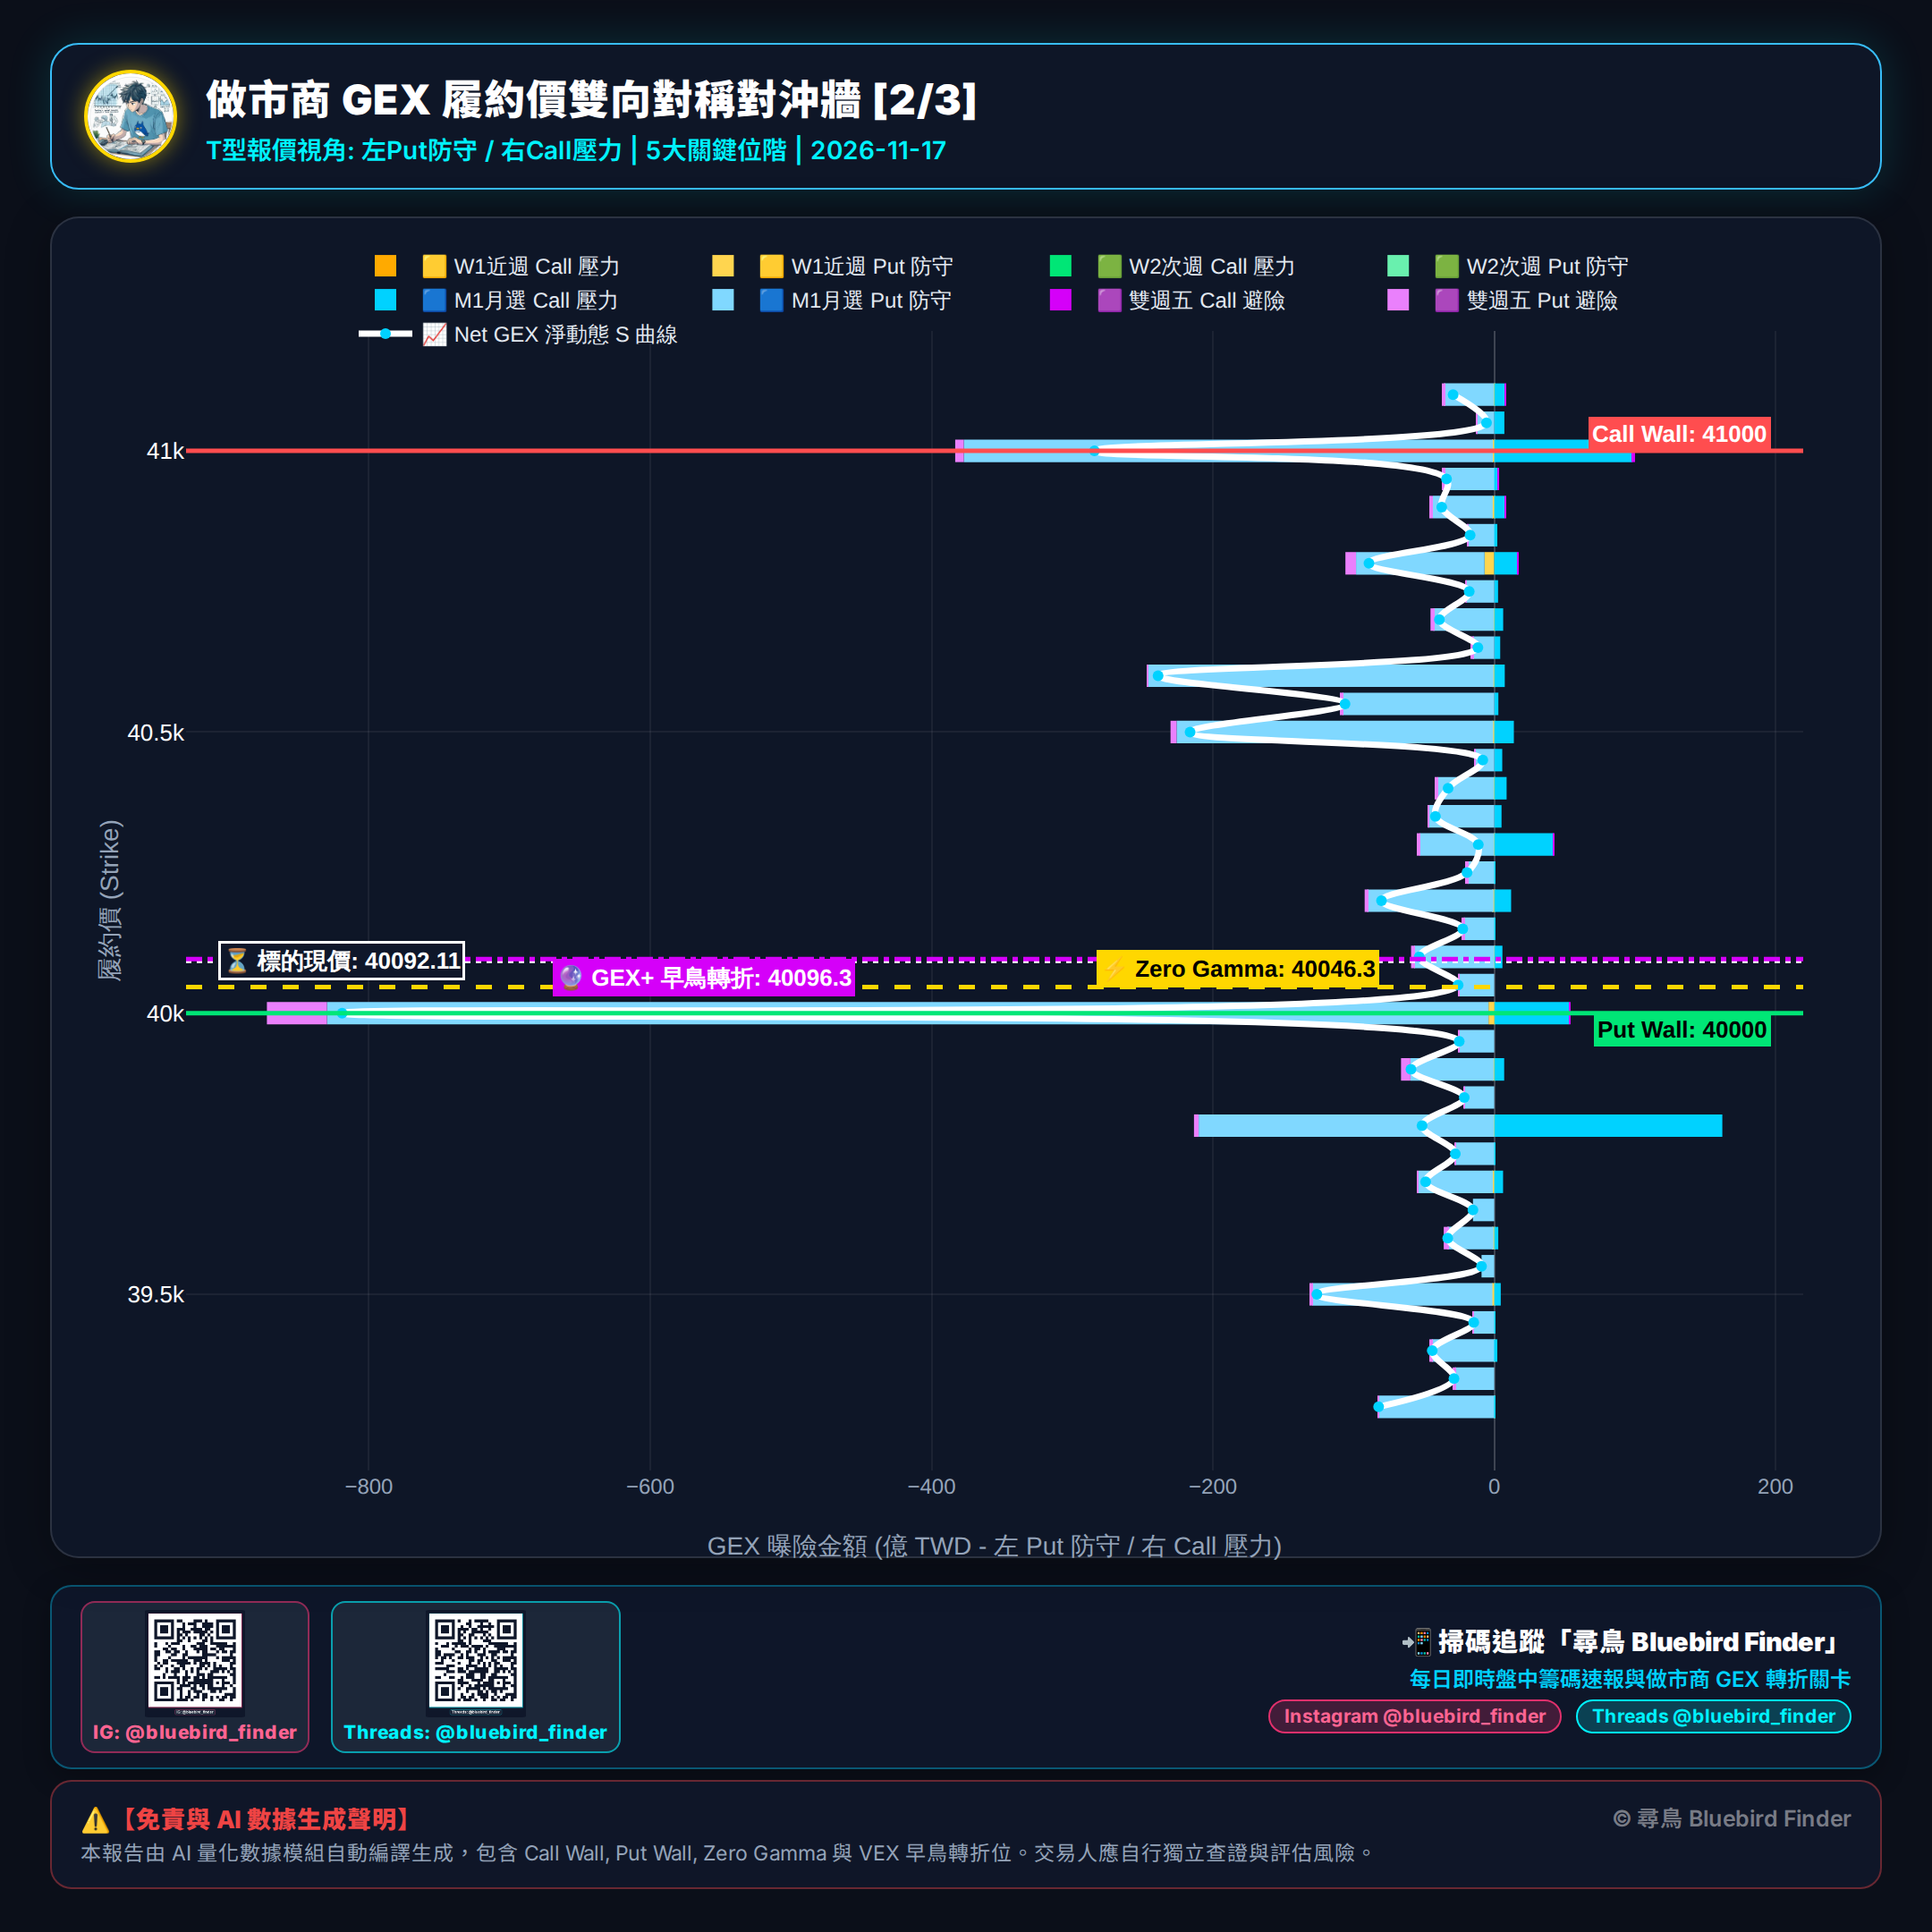 做市商 GEX 履約價雙向對稱對沖牆 [2/3]
T型報價視角: 左Put防守 / 右Call壓力 | 5大關鍵位階 | 2026-11-17
W1近週 Call 壓力
W1近週 Put 防守
W2次週 Call 壓力
W2次週 Put 防守
M1月選 Call 壓力
M1月選 Put 防守
雙週五 Call 避險
雙週五 Put 避險
Net GEX 淨動態 S 曲線
Call Wall: 41000
41k
40.5k
履約價 (Strike)
標的現價: 40092.11
GEX+ 早鳥轉折: 40096.3
Zero Gamma: 40046.3
40k
Put Wall: 40000
39.5k
−800
−600
−400
−200
0
200
GEX 曝險金額 (億 TWD - 左 Put 防守 / 右 Call 壓力)
IG: @bluebird_finder
Threads: @bluebird_finder
IG: @bluebird_finder
Threads: @bluebird_finder
掃碼追蹤「尋鳥 Bluebird Finder」
每日即時盤中籌碼速報與做市商 GEX 轉折關卡
Instagram @bluebird_finder
Threads @bluebird_finder
【免責與 AI 數據生成聲明】
© 尋鳥 Bluebird Finder
本報告由 AI 量化數據模組自動編譯生成，包含 Call Wall, Put Wall, Zero Gamma 與 VEX 早鳥轉折位。交易人應自行獨立查證與評估風險。